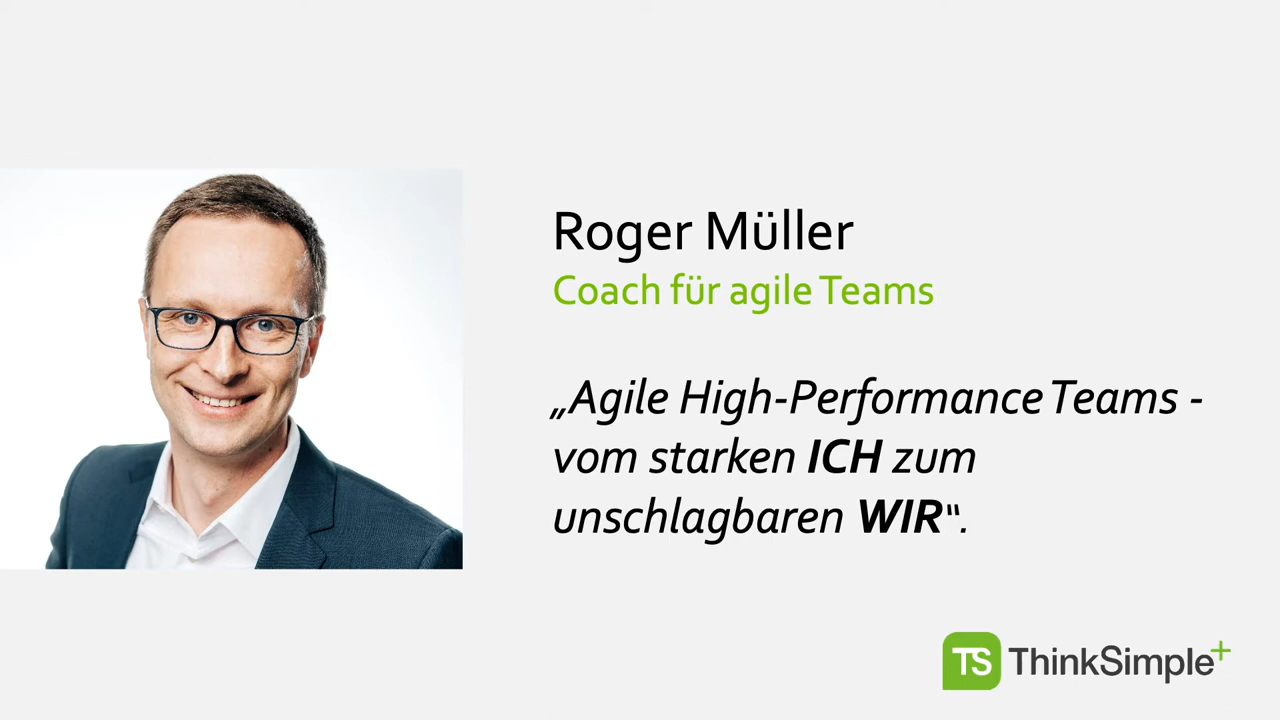 Roger Müller
Coach für agile Teams
„Agile High-Performance Teams -
vom starken ICH zum
unschlagbaren WIR“.
TS ThinkSimple+